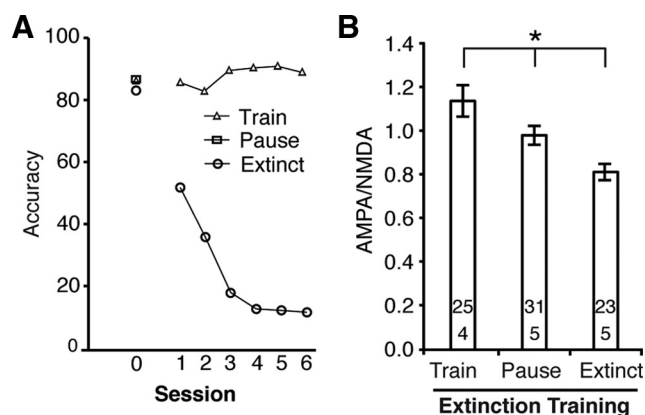 A
100
80
60
40
20
0
Accuracy
Train
Pause
Extinct
0 1 2 3 4 5 6
Session
B
*
1.4
1.2
1.0
0.8
0.6
0.4
0.2
0.0
AMPA/NMDA
25 31 23
4 5 5
Train Pause Extinct
Extinction Training